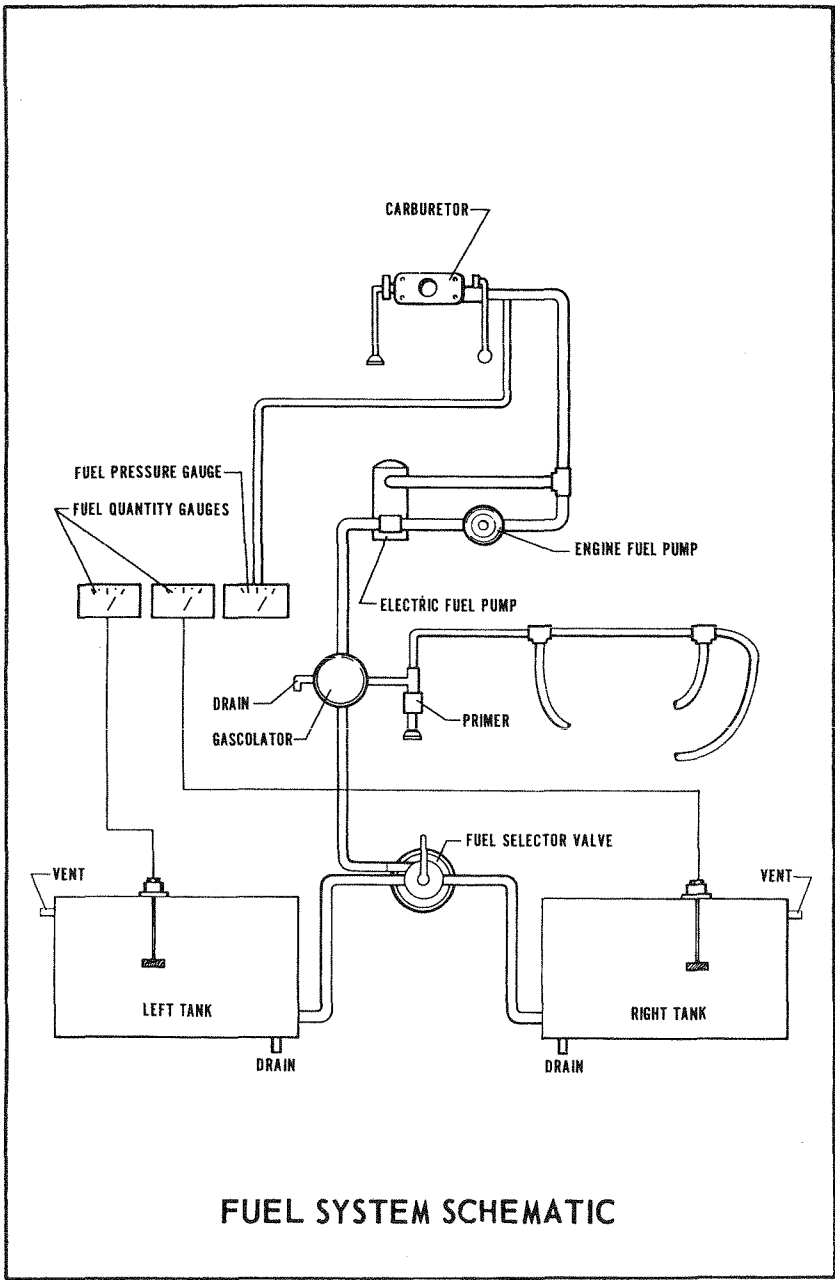 CARBURETOR
FUEL PRESSURE GAUGE
FUEL QUANTITY GAUGES
ENGINE FUEL PUMP
ELECTRIC FUEL PUMP
DRAIN
GASCOLATOR
PRIMER
FUEL SELECTOR VALVE
VENT
VENT
LEFT TANK
RIGHT TANK
DRAIN
DRAIN
FUEL SYSTEM SCHEMATIC